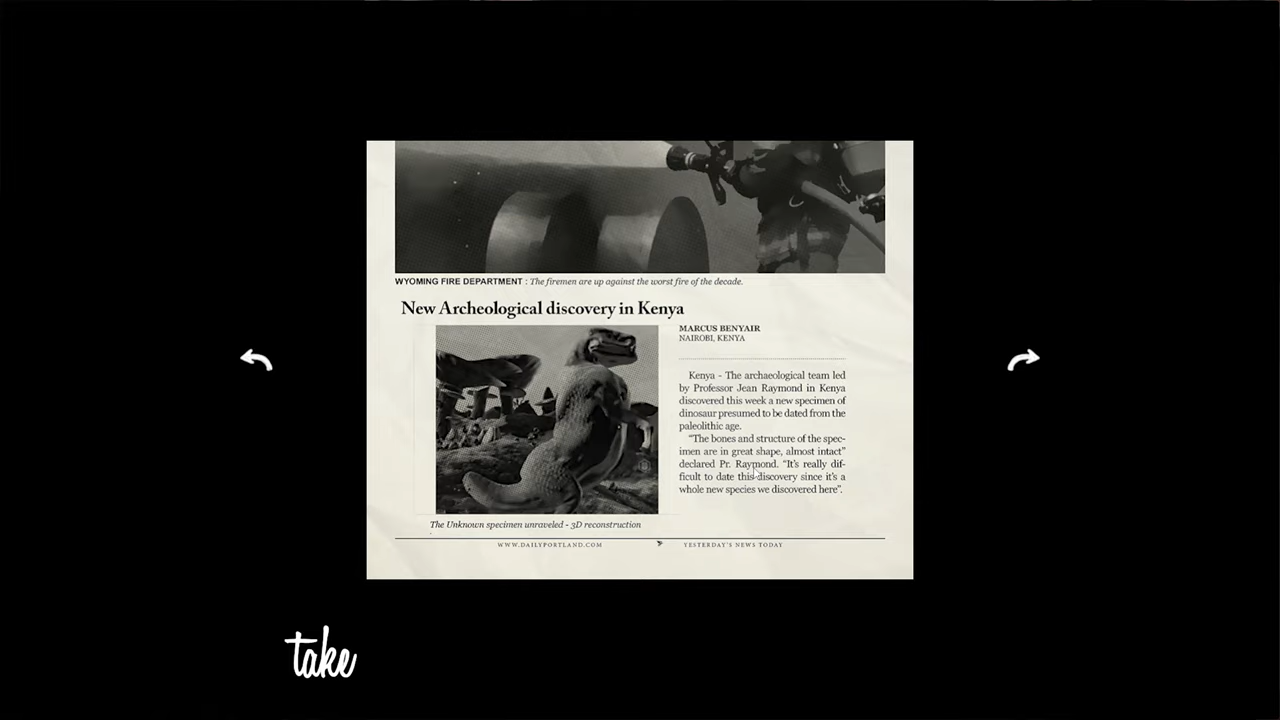 WYOMING FIRE DEPARTMENT : The firemen are up against the worst fire of the decade.
New Archeological discovery in Kenya
MARCUS BENYAIR
NAIROBI, KENYA
Kenya - The archaeological team led
by Professor Jean Raymond in Kenya
discovered this week a new specimen of
dinosaur presumed to be dated from the
paleolithic age.
"The bones and structure of the spec-
imen are in great shape, almost intact"
declared Pr. Raymond. "It's really dif-
ficult to date this discovery since it's a
whole new species we discovered here".
The Unknown specimen unraveled - 3D reconstruction
WWW.DAILYPORTLAND.COM YESTERDAY'S NEWS TODAY
take